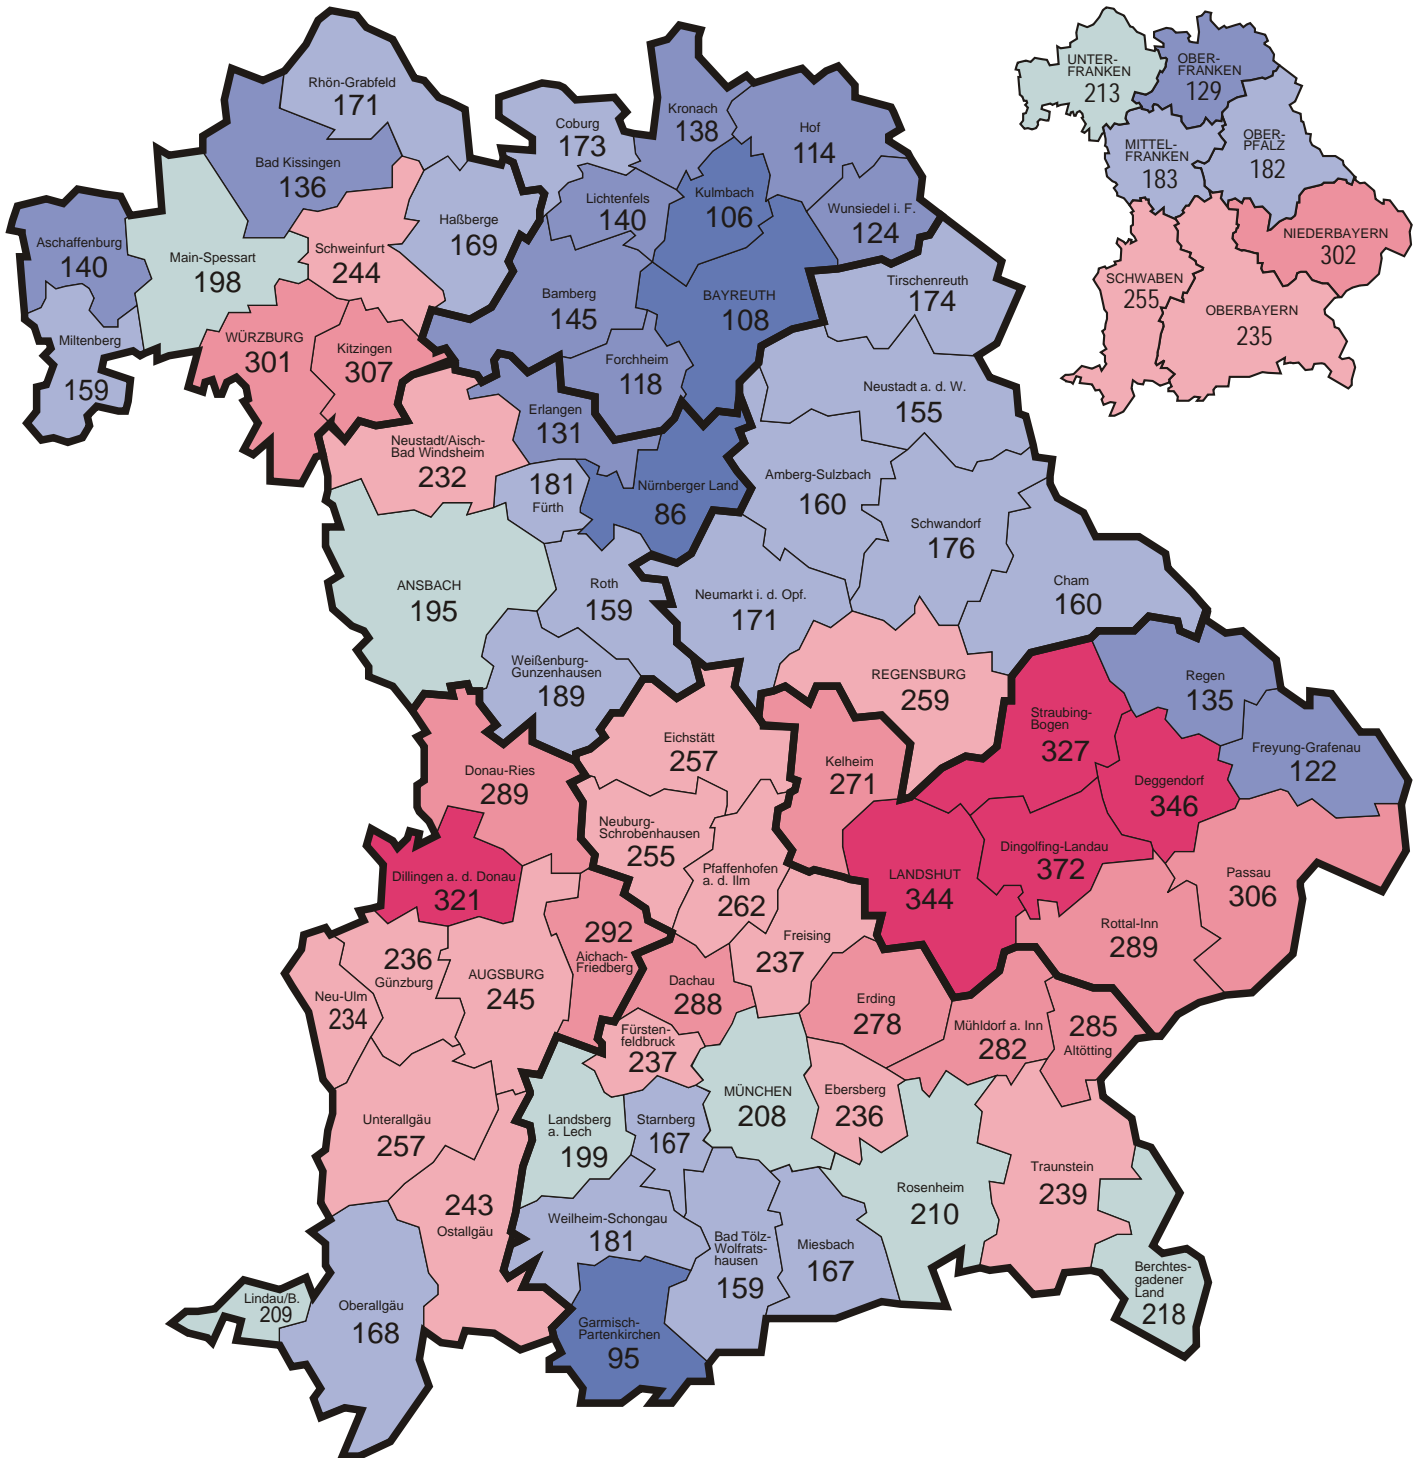 Rhön-Grabfeld
171
Bad Kissingen
136
Aschaffenburg
140
Main-Spessart
198
Miltenberg
159
Schweinfurt
244
Haßberge
169
WÜRZBURG
301
Kitzingen
307
Coburg
173
Kronach
138
Hof
114
Lichtenfels
140
Kulmbach
106
Wunsiedel i. F.
124
Bamberg
145
BAYREUTH
108
Forchheim
118
Tirschenreuth
174
Neustadt a. d. W.
155
Amberg-Sulzbach
160
Schwandorf
176
Neumarkt i. d. Opf.
171
Cham
160
REGENSBURG
259
Neustadt/Aisch-
Bad Windsheim
232
Erlangen
131
181
Fürth
Nürnberger Land
86
ANSBACH
195
Roth
159
Weißenburg-
Gunzenhausen
189
Regen
135
Freyung-Grafenau
122
Straubing-
Bogen
327
Deggendorf
346
Kelheim
271
LANDSHUT
344
Dingolfing-Landau
372
Passau
306
Rottal-Inn
289
Donau-Ries
289
Dillingen a. d. Donau
321
236
Günzburg
Neu-Ulm
234
AUGSBURG
245
292
Aichach-
Friedberg
Unterallgäu
257
243
Ostallgäu
Lindau/B.
209
Oberallgäu
168
Eichstätt
257
Neuburg-
Schrobenhausen
255
Pfaffenhofen
a. d. Ilm
262
Freising
237
Dachau
288
Erding
278
Mühldorf a. Inn
282
285
Altötting
Fürsten-
feldbruck
237
MÜNCHEN
208
Ebersberg
236
Landsberg
a. Lech
199
Starnberg
167
Weilheim-Schongau
181
Bad Tölz-
Wolfrats-
hausen
159
Miesbach
167
Rosenheim
210
Traunstein
239
Berchtes-
gadener
Land
218
Garmisch-
Partenkirchen
95
UNTER-
FRANKEN
213
OBER-
FRANKEN
129
MITTEL-
FRANKEN
183
OBER-
PFALZ
182
NIEDERBAYERN
302
SCHWABEN
255
OBERBAYERN
235